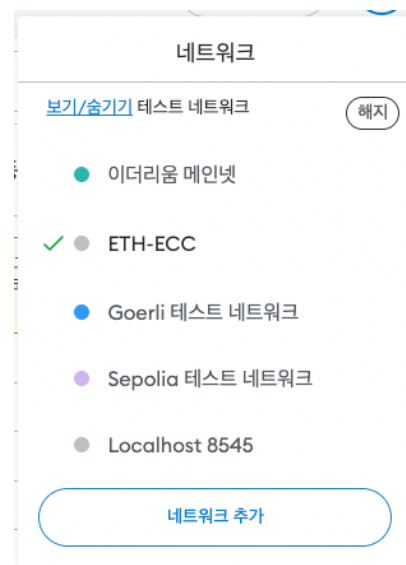 네트워크
보기/숨기기 테스트 네트워크
해지
이더리움 메인넷
ETH-ECC
Goerli 테스트 네트워크
Sepolia 테스트 네트워크
Localhost 8545
네트워크 추가